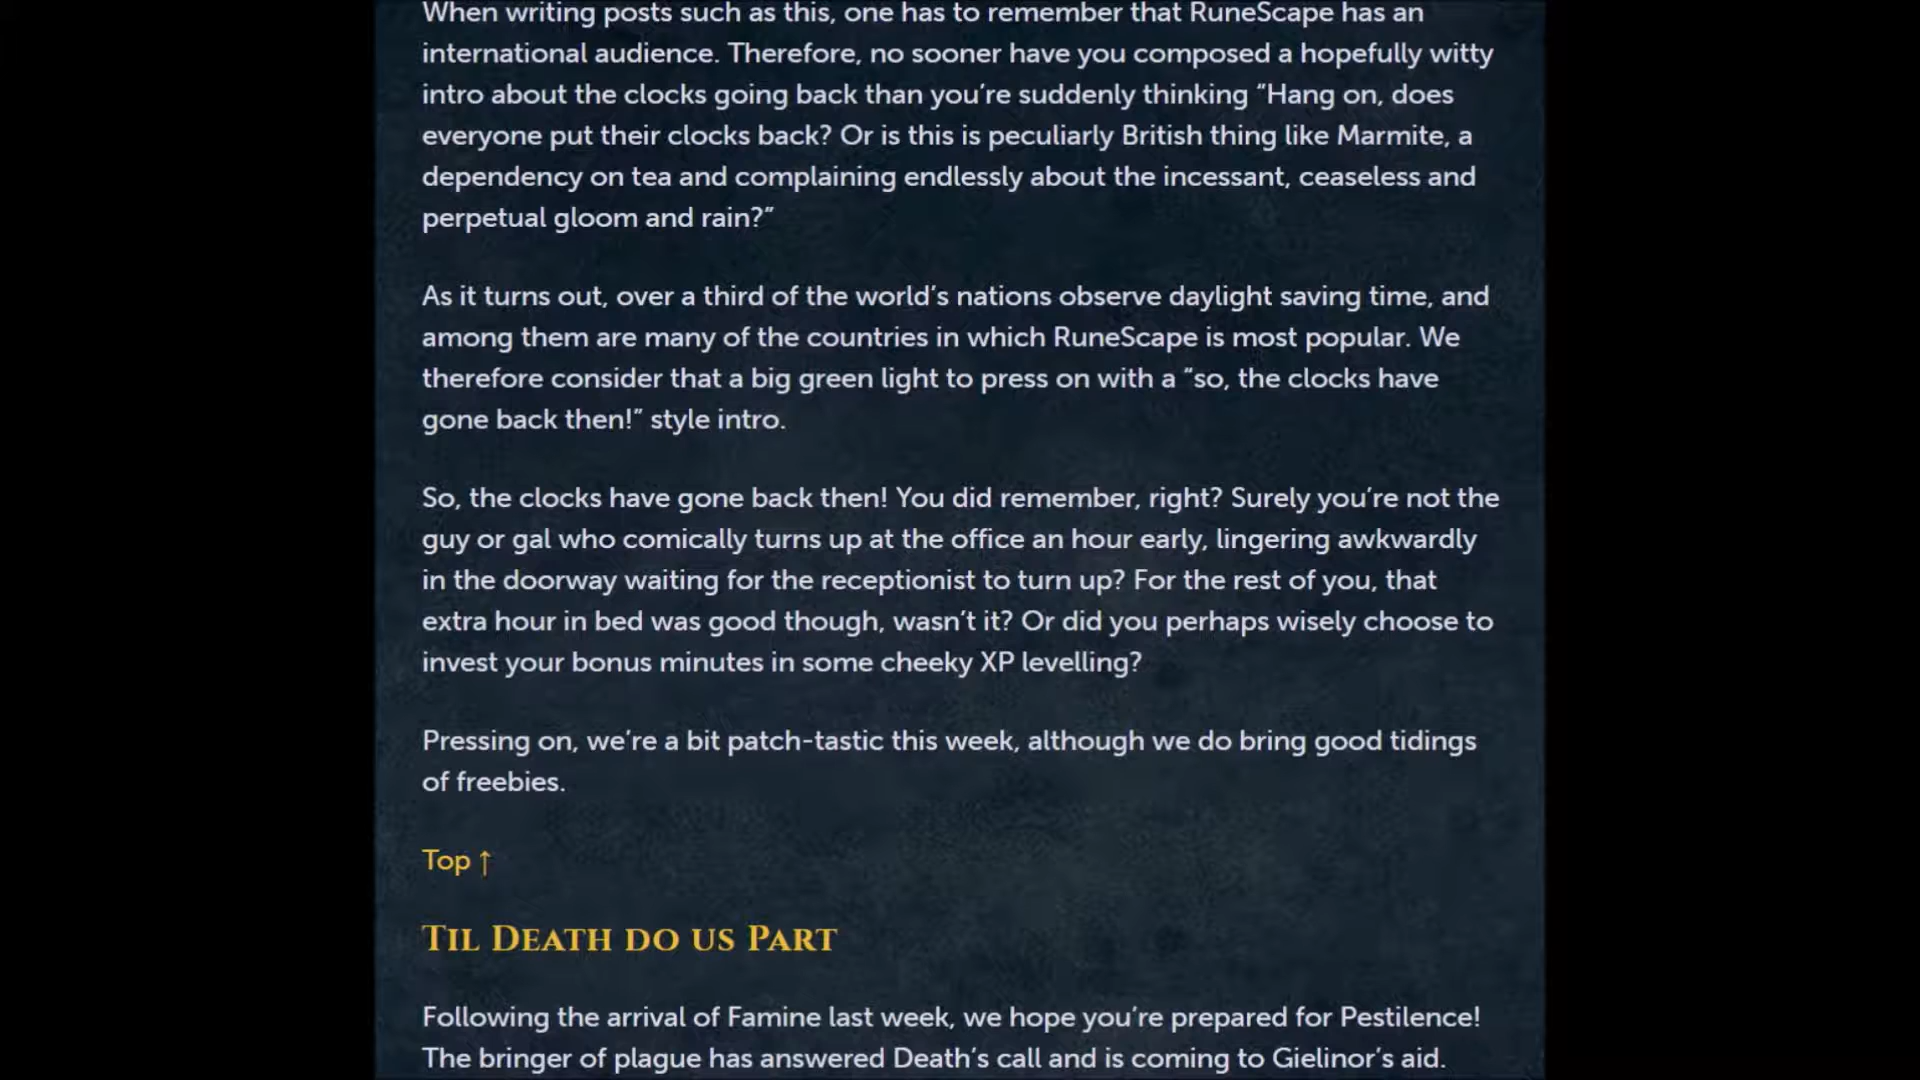 When writing posts such as this, one has to remember that RuneScape has an
international audience. Therefore, no sooner have you composed a hopefully witty
intro about the clocks going back than you’re suddenly thinking “Hang on, does
everyone put their clocks back? Or is this is peculiarly British thing like Marmite, a
dependency on tea and complaining endlessly about the incessant, ceaseless and
perpetual gloom and rain?”
As it turns out, over a third of the world’s nations observe daylight saving time, and
among them are many of the countries in which RuneScape is most popular. We
therefore consider that a big green light to press on with a “so, the clocks have
gone back then!” style intro.
So, the clocks have gone back then! You did remember, right? Surely you’re not the
guy or gal who comically turns up at the office an hour early, lingering awkwardly
in the doorway waiting for the receptionist to turn up? For the rest of you, that
extra hour in bed was good though, wasn’t it? Or did you perhaps wisely choose to
invest your bonus minutes in some cheeky XP levelling?
Pressing on, we’re a bit patch-tastic this week, although we do bring good tidings
of freebies.
Top ↑
Til Death do us Part
Following the arrival of Famine last week, we hope you’re prepared for Pestilence!
The bringer of plague has answered Death’s call and is coming to Gielinor’s aid.